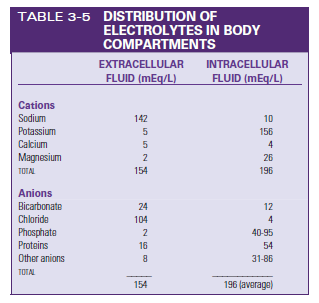 TABLE 3-5 DISTRIBUTION OF
ELECTROLYTES IN BODY
COMPARTMENTS
EXTRACELLULAR INTRACELLULAR
FLUID (mEq/L) FLUID (mEq/L)
Cations
Sodium 142 10
Potassium 5 156
Calcium 5 4
Magnesium 2 26
TOTAL 154 196
Anions
Bicarbonate 24 12
Chloride 104 4
Phosphate 2 40-95
Proteins 16 54
Other anions 8 31-86
TOTAL
154 196 (average)